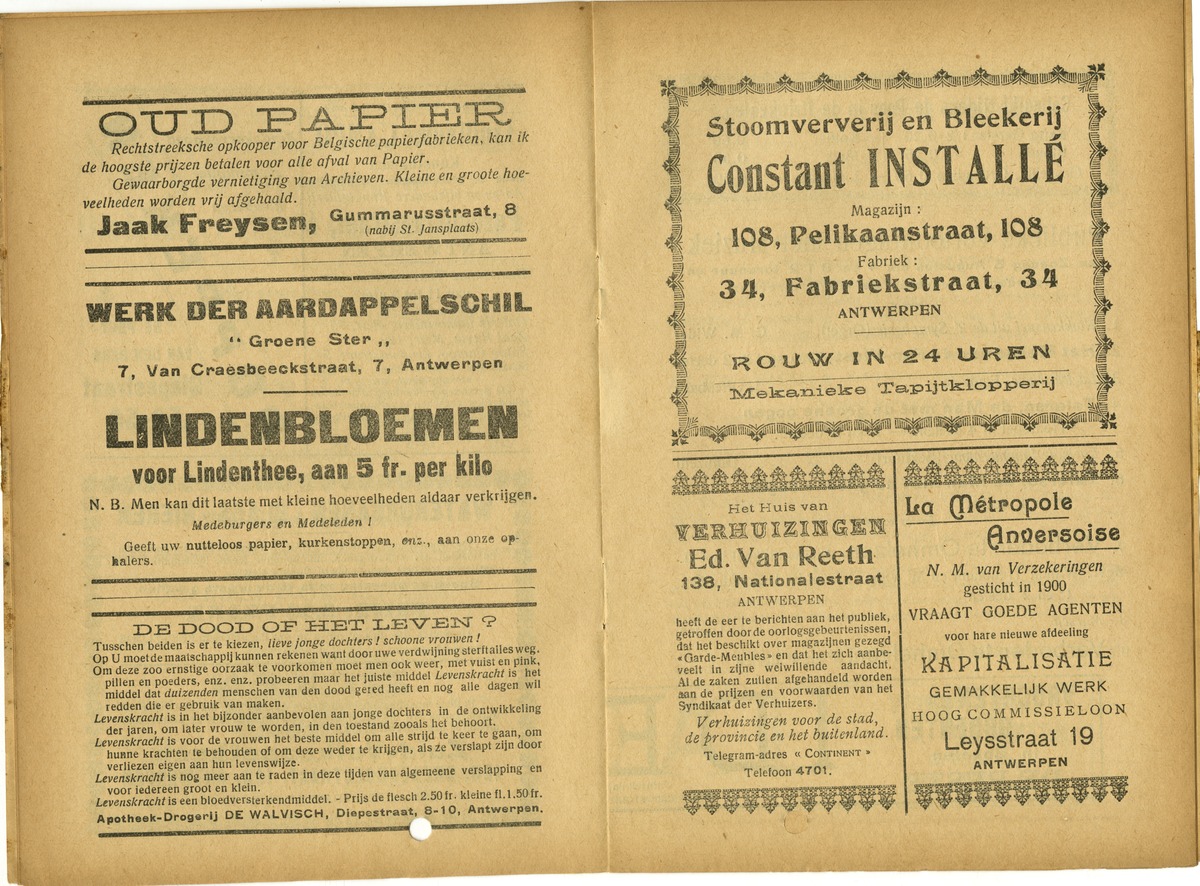 OUD PAPIER
Rechtstreeksche opkooper voor Belgische papierfabrieken, kan ik
de hoogste prijzen betalen voor alle afval van Papier.
Gewaarborgde vernietiging van Archieven. Kleine en groote hoe-
veelheden worden vrij afgehaald.
Jaak Freysen, Gummarusstraat, 8
(nabij St. Jansplaats)
WERK DER AARDAPPELSCHIL
“ Groene Ster „
7, Van Craesbeeckstraat, 7, Antwerpen
LINDENBLOEMEN
voor Lindenthee, aan 5 fr. per kilo
N. B. Men kan dit laatste met kleine hoeveelheden aldaar verkrijgen.
Medeburgers en Medeleden !
Geeft uw nutteloos papier, kurkenstoppen, enz., aan onze op-
halers.
DE DOOD OF HET LEVEN ?
Tusschen beiden is er te kiezen, lieve jonge dochters ! schoone vrouwen !
Op U moet de maatschappij kunnen rekenen want door uwe verdwijning sterft alles weg.
Om deze zoo ernstige oorzaak te voorkomen moet men ook weer, met vuist en pink,
pillen en poeders, enz. enz. probeeren maar het juiste middel Levenskracht is het
middel dat duizenden menschen van den dood gered heeft en nog alle dagen wil
redden die er gebruik van maken.
Levenskracht is in het bijzonder aanbevolen aan jonge dochters in de ontwikkeling
der jaren, om later vrouw te worden, in den toestand zooals het behoort.
Levenskracht is voor de vrouwen het beste middel om alle strijd te keer te gaan, om
hunne krachten te behouden of om deze weder te krijgen, als ze verslapt zijn door
verliezen eigen aan hun levenswijze.
Levenskracht is nog meer aan te raden in deze tijden van algemeene verslapping en
voor iedereen groot en klein.
Levenskracht is een bloedversterkendmiddel. - Prijs de flesch 2.50 fr. kleine fl. 1.50 fr.
Apotheek-Drogerij DE WALVISCH, Diepestraat, 8-10, Antwerpen.
Stoomververij en Bleekerij
Constant INSTALLÉ
Magazijn :
108, Pelikaanstraat, 108
Fabriek :
34, Fabriekstraat, 34
ANTWERPEN
ROUW IN 24 UREN
Mekanieke Tapijtklopperij
Het Huis van
VERHUIZINGEN
Ed. Van Reeth
138, Nationalestraat
ANTWERPEN
heeft de eer te berichten aan het publiek,
getroffen door de oorlogsgebeurtenissen,
dat het beschikt over magazijnen gezegd
«Garde-Meubles» en dat het zich aanbe-
veelt in zijne welwillende aandacht.
Al de zaken zullen afgehandeld worden
aan de prijzen en voorwaarden van het
Syndikaat der Verhuizers.
Verhuizingen voor de stad,
de provincie en het buitenland.
Telegram-adres « CONTINENT »
Telefoon 4701.
La Métropole
Anversoise
N. M. van Verzekeringen
gesticht in 1900
VRAAGT GOEDE AGENTEN
voor hare nieuwe afdeeling
KAPITALISATIE
GEMAKKELIJK WERK
HOOG COMMISSIELOON
Leysstraat 19
ANTWERPEN